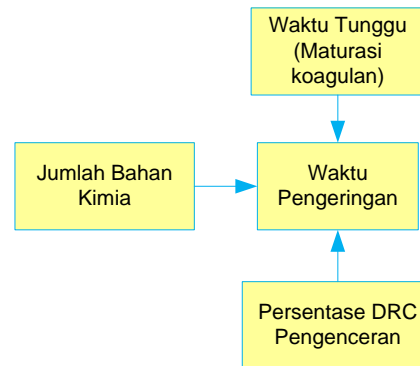 Waktu Tunggu
(Maturasi
koagulan)
Jumlah Bahan
Kimia
Waktu
Pengeringan
Persentase DRC
Pengenceran